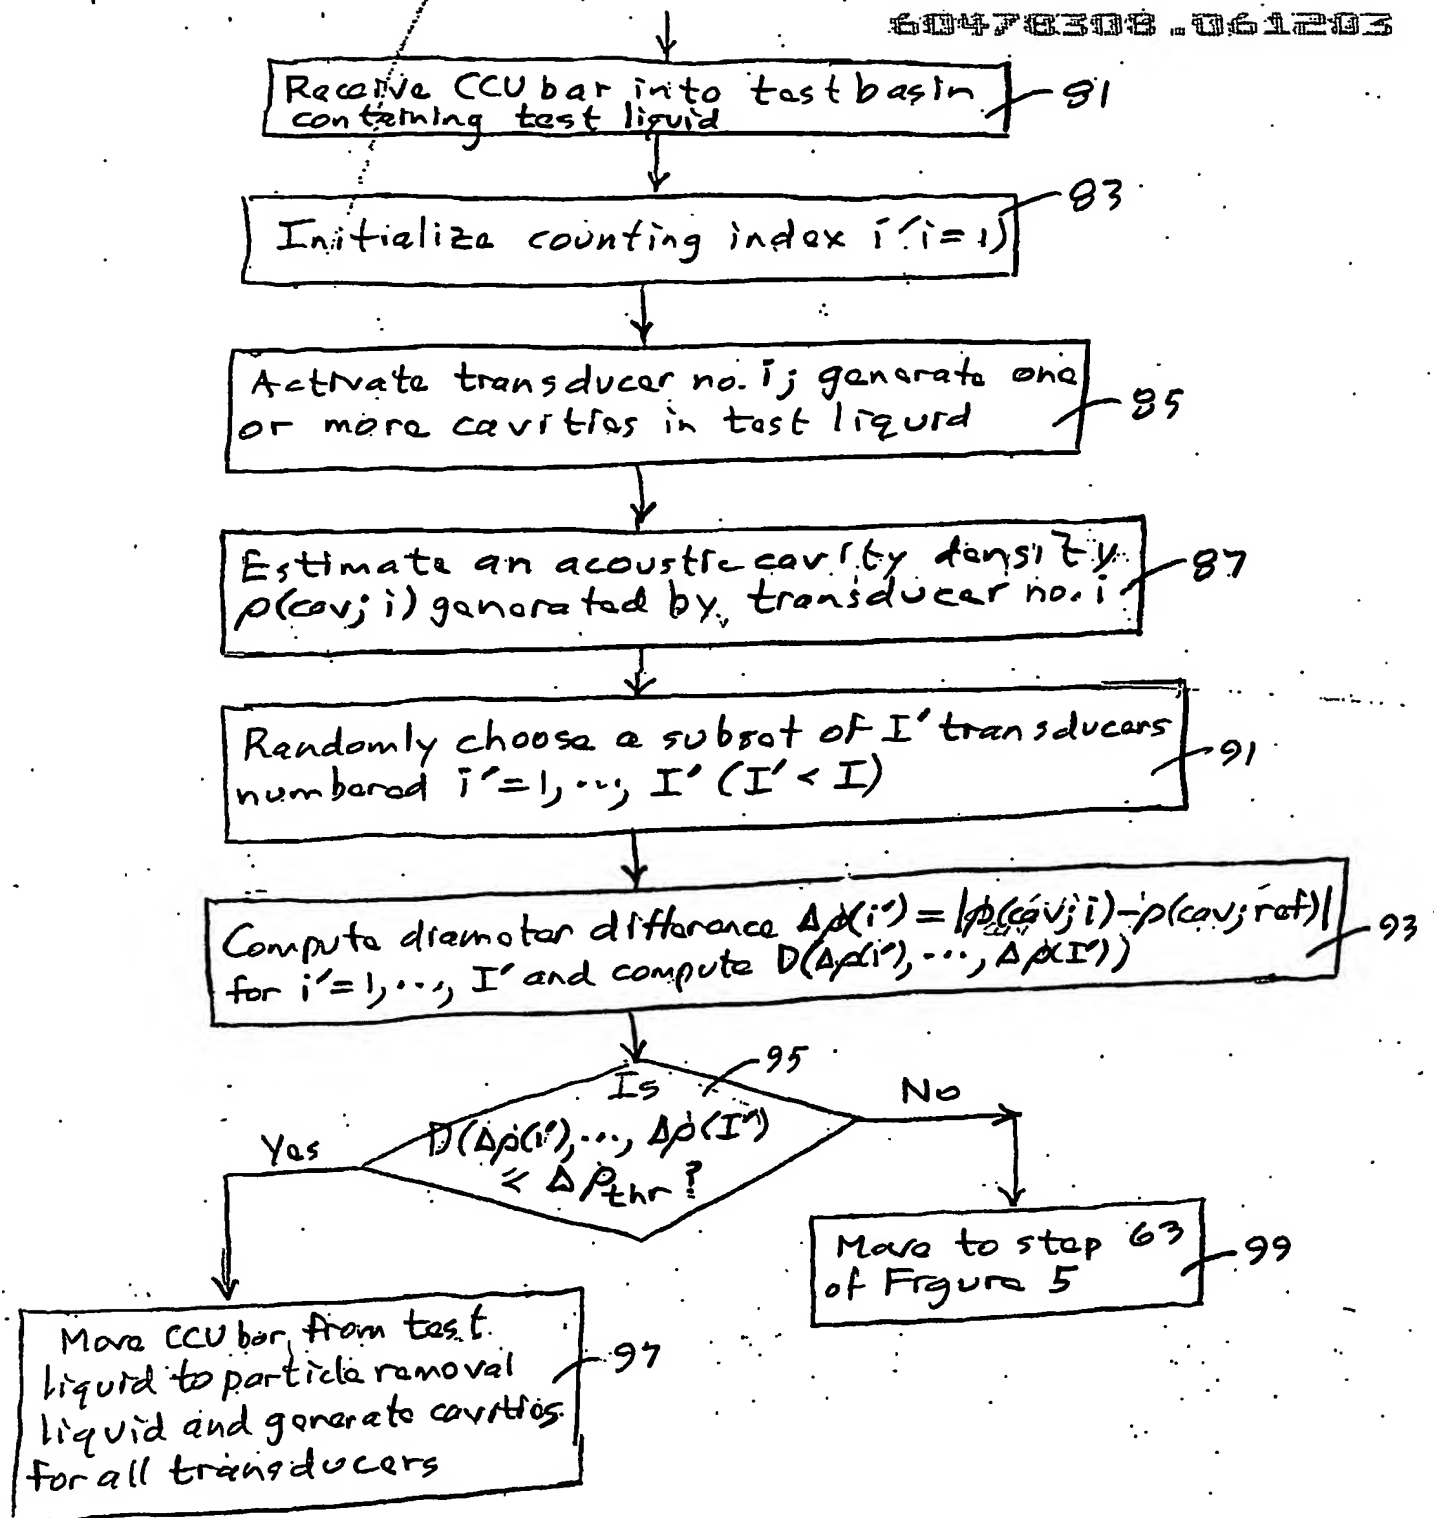 60478308.061203
Receive CCU bar into test basin
containing test liquid
81
Initialize counting index i (i=1)
83
Activate transducer no. i; generate one
or more cavities in test liquid
85
Estimate an acoustic cavity density
ρ(cav; i) generated by transducer no. i
87
Randomly choose a subset of I' transducers
numbered i'=1, ..., I' (I' < I)
91
Compute diameter difference Δρ(i') = |ρ(cav; i) - ρ(cav; ref)|
for i'=1, ..., I' and compute D(Δρ(i'), ..., Δρ(I'))
93
95
Is
D(Δρ(i'), ..., Δρ(I')
≤ Δρthr ?
Yes
No
Move to step 63
of Figure 5
99
Move CCU bar from test
liquid to particle removal
liquid and generate cavities
for all transducers
97